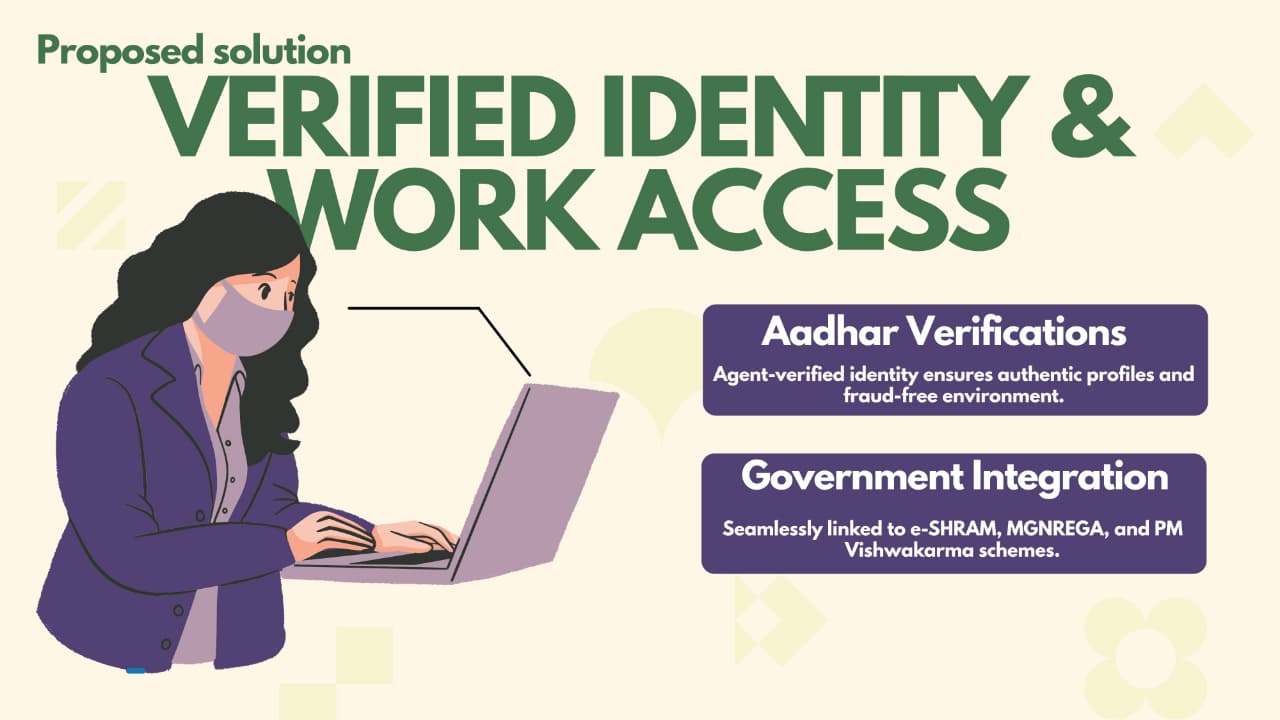 Proposed solution
VERIFIED IDENTITY &
WORK ACCESS
Aadhar Verifications
Agent-verified identity ensures authentic profiles and
fraud-free environment.
Government Integration
Seamlessly linked to e-SHRAM, MGNREGA, and PM
Vishwakarma schemes.